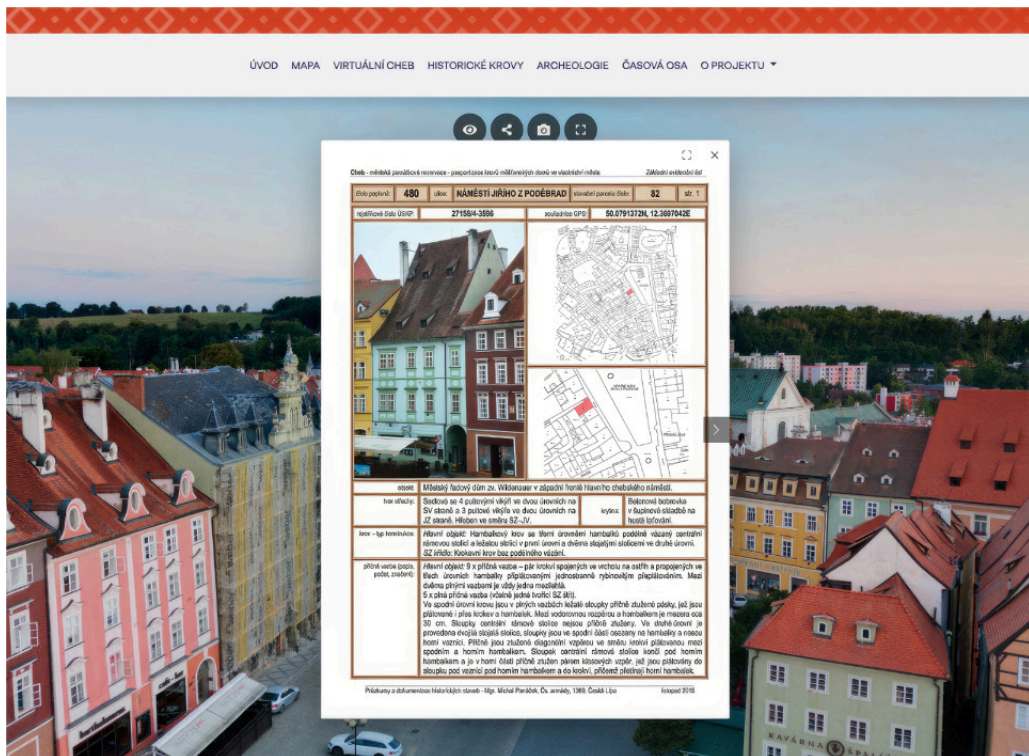 ÚVOD MAPA VIRTUÁLNÍ CHEB HISTORICKÉ KROVY ARCHEOLOGIE ČASOVÁ OSA O PROJEKTU
Cheb - městská památková rezervace - pasportizace krovů měšťanských domů ve vlastnictví města Základní evidenční list
číslo popisné: 480 ulice: NÁMĚSTÍ JIŘÍHO Z PODĚBRAD stavební parcela číslo: 82 str. 1
rejstříkové číslo ÚSKP: 27158/4-3596 souřadnice GPS: 50.0791372N, 12.3697042E
objekt: Městský řadový dům zv. Wildenauer v západní frontě hlavního chebského náměstí.
tvar střechy: Sedlová se 4 pultovými vikýři ve dvou úrovních na
SV straně a 3 pultové vikýře ve dvou úrovních na
JZ straně. Hřeben ve směru SZ-JV.
krytina: Betonová bobrovka
v šupinové skladbě na
husté laťování.
krov – typ konstrukce: Hlavní objekt: Hambalkový krov se třemi úrovněmi hambalků podélně vázaný centrální
rámovou stolicí a ležatou stolicí v první úrovni a dvěma stojatými stolicemi ve druhé úrovni.
SZ křídlo: Krokevní krov bez podélného vázání.
příčná vazba (popis,
počet, značení):
Hlavní objekt: 9 x příčná vazba – pár krokví spojených ve vrcholu na ostřih a propojených ve
třech úrovních hambalky připlátovanými jednostranně rybinovitým přeplátováním. Mezi
dvěma plnými vazbami je vždy jedna mezilehlá.
5 x plná příčná vazba (včetně jedné tvořící SZ štít).
Ve spodní úrovni krovu jsou v plných vazbách ležaté sloupky příčně ztužené pásky, jež jsou
plátované i přes krokev a hambalek. Mezi vodorovnou rozpěrou a hambalkem je mezera cca
30 cm. Sloupky centrální rámové stolice nejsou příčně ztuženy. Ve druhé úrovni je
provedena dvojitá stojatá stolice, sloupky jsou ve spodní části osazeny na hambalky a nesou
horní vaznici. Příčně jsou ztužené diagonální vzpěrou ve směru krokví plátovanou mezi
spodním a horním hambalkem. Sloupek centrální rámové stolice končí pod horním
hambalkem a je v horní části příčně ztužen párem klasových vzpěr, jež jsou plátovány do
sloupku pod vaznicí pod horním hambalkem a do krokví, přičemž přetínají horní hambalek.
Průzkumy a dokumentace historických staveb - Mgr. Michal Panáček, Čs. armády, 1369, Česká Lípa listopad 2015
KAVÁRNA ŠPALÍČEK